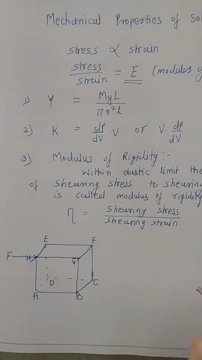 Mechanical Properties of Sol
stress ∝ strain
stress / strain = E (modulus
1) Y = MgL / πr²L
2) K = dP/dV V or V dP/dV
3) Modulus of Rigidity:-
Within elastic limit the
of shearing stress to shearing
is called modulus of rigidity
η = Shearing stress / Shearing strain
E F
F H G
D C
A B